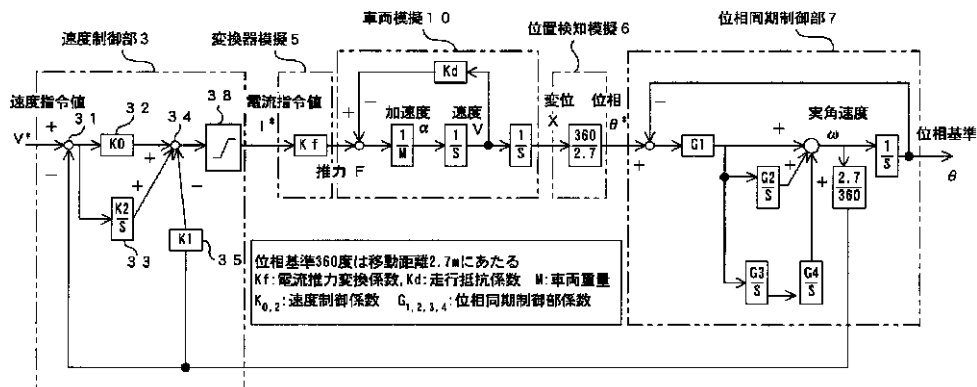 速度制御部3
変換器模擬5
車両模擬10
位置検知模擬6
位相同期制御部7
速度指令値
V*
+
31
32
K0
−
34
+
+
−
38
K2
S
33
K1
35
電流指令値
I*
Kf
推力 F
+
−
Kd
加速度
α
1
M
1
S
速度
V
1
S
変位
X
360
2.7
位相
θ*
+
−
G1
G2
S
G3
S
G4
S
+
+
+
実角速度
ω
2.7
360
1
S
位相基準
θ
位相基準360度は移動距離2.7mにあたる
Kf:電流推力変換係数,Kd:走行抵抗係数 M:車両重量
K0,2:速度制御係数 G1,2,3,4:位相同期制御部係数